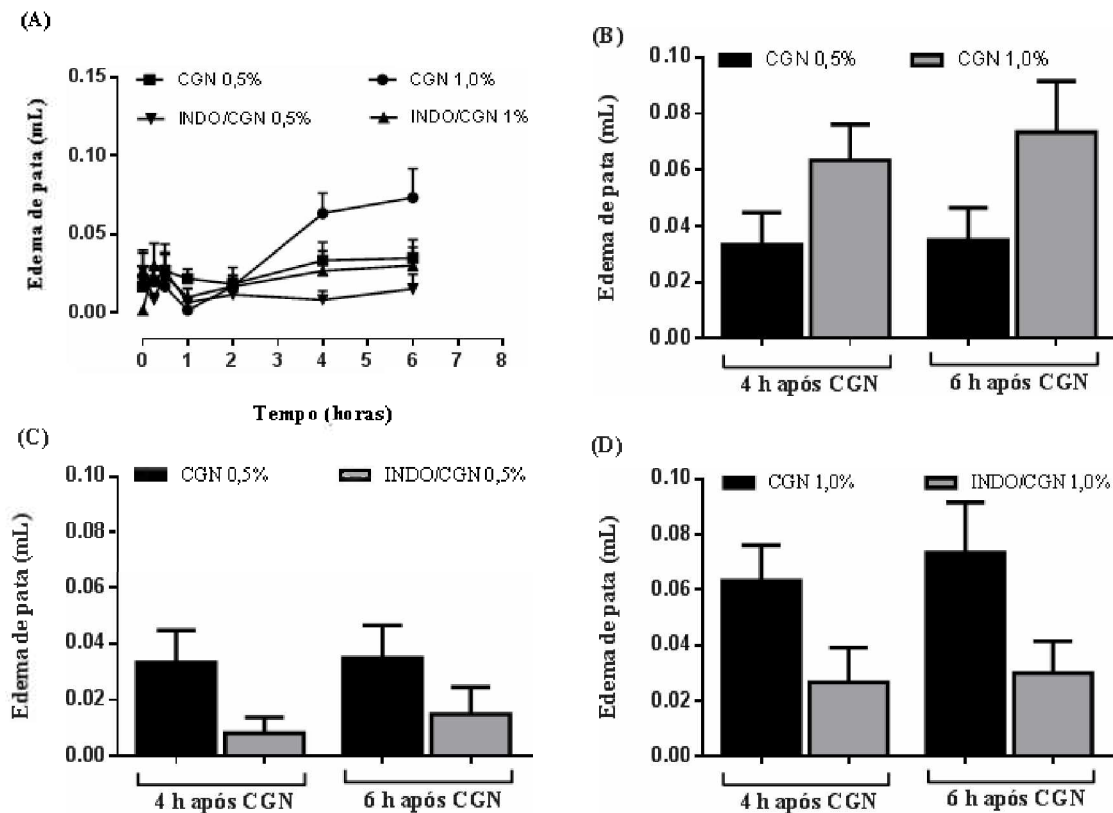 (A)
CGN 0,5%
CGN 1,0%
INDO/CGN 0,5%
INDO/CGN 1%
Edema de pata (mL)
0.15
0.10
0.05
0.00
0 1 2 3 4 5 6 7 8
Tempo (horas)
(B)
CGN 0,5%
CGN 1,0%
Edema de pata (mL)
0.10
0.08
0.06
0.04
0.02
0.00
4 h após CGN
6 h após CGN
(C)
CGN 0,5%
INDO/CGN 0,5%
Edema de pata (mL)
0.10
0.08
0.06
0.04
0.02
0.00
4 h após CGN
6 h após CGN
(D)
CGN 1,0%
INDO/CGN 1,0%
Edema de pata (mL)
0.10
0.08
0.06
0.04
0.02
0.00
4 h após CGN
6 h após CGN